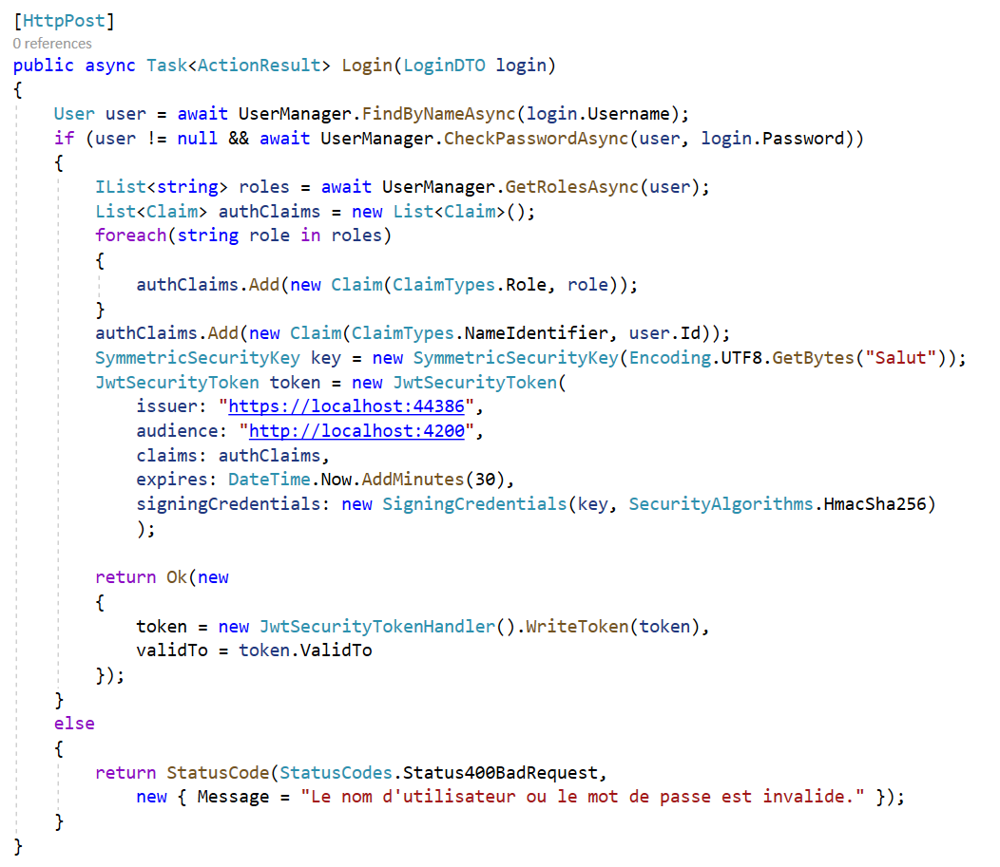 [HttpPost]
0 references
public async Task<ActionResult> Login(LoginDTO login)
{
    User user = await UserManager.FindByNameAsync(login.Username);
    if (user != null && await UserManager.CheckPasswordAsync(user, login.Password))
    {
        IList<string> roles = await UserManager.GetRolesAsync(user);
        List<Claim> authClaims = new List<Claim>();
        foreach(string role in roles)
        {
            authClaims.Add(new Claim(ClaimTypes.Role, role));
        }
        authClaims.Add(new Claim(ClaimTypes.NameIdentifier, user.Id));
        SymmetricSecurityKey key = new SymmetricSecurityKey(Encoding.UTF8.GetBytes("Salut"));
        JwtSecurityToken token = new JwtSecurityToken(
            issuer: "https://localhost:44386",
            audience: "http://localhost:4200",
            claims: authClaims,
            expires: DateTime.Now.AddMinutes(30),
            signingCredentials: new SigningCredentials(key, SecurityAlgorithms.HmacSha256)
            );

        return Ok(new
        {
            token = new JwtSecurityTokenHandler().WriteToken(token),
            validTo = token.ValidTo
        });
    }
    else
    {
        return StatusCode(StatusCodes.Status400BadRequest,
            new { Message = "Le nom d'utilisateur ou le mot de passe est invalide." });
    }
}